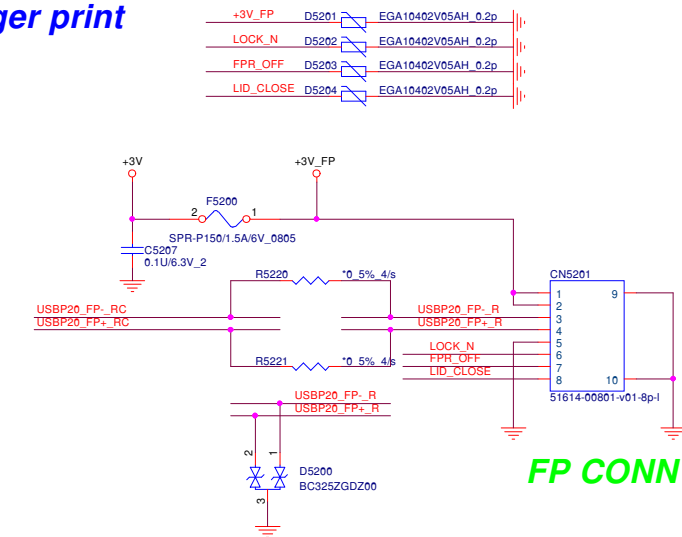 ger print
+3V_FP D5201 EGA10402V05AH_0.2p
LOCK_N D5202 EGA10402V05AH_0.2p
FPR_OFF D5203 EGA10402V05AH_0.2p
LID_CLOSE D5204 EGA10402V05AH_0.2p
+3V +3V_FP
F5200
2 1
SPR-P150/1.5A/6V_0805
C5207
0.1U/6.3V_2
R5220 *0_5%_4/s
CN5201
1 9
2
USBP20_FP-_RC USBP20_FP-_R 3
USBP20_FP+_RC USBP20_FP+_R 4
5
LOCK_N 6
R5221 *0_5%_4/s FPR_OFF 7
LID_CLOSE 8 10
51614-00801-v01-8p-l
USBP20_FP-_R
USBP20_FP+_R
2 1
D5200
BC325ZGDZ00
3
FP CONN